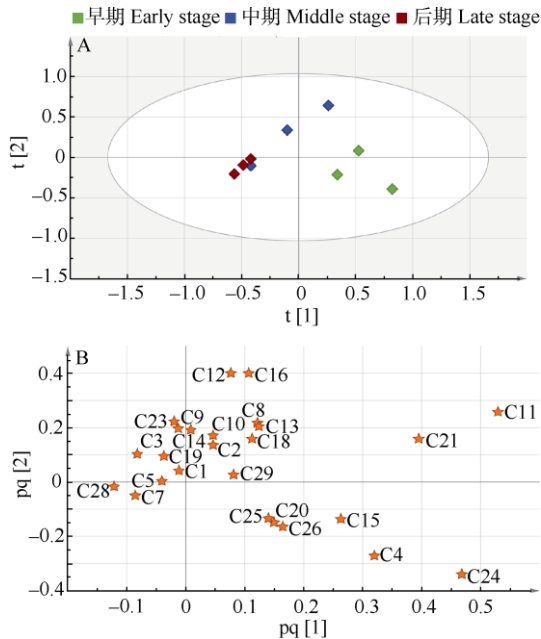 早期 Early stage 中期 Middle stage 后期 Late stage
A
1.0
0.5
0
−0.5
−1.0
−1.5
t [2]
−1.5 −1.0 −0.5 0 0.5 1.0 1.5
t [1]
B
0.4
0.2
0
−0.2
−0.4
pq [2]
C12 C16
C11
C8
C23 C9 C10 C13
C3 C14 C2 C18 C21
C19
C1
C29
C5
C28 C7
C20
C25 C26 C15
C4
C24
−0.1 0 0.1 0.2 0.3 0.4 0.5
pq [1]